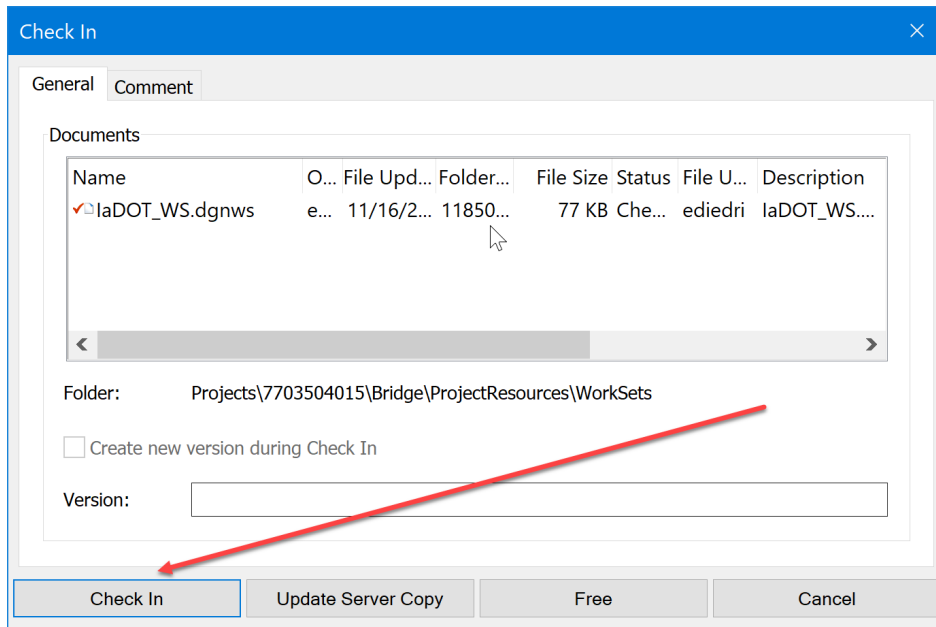 Check In
General Comment
Documents
Name O... File Upd... Folder... File Size Status File U... Description
IaDOT_WS.dgnws e... 11/16/2... 11850... 77 KB Che... ediedri IaDOT_WS....
Folder: Projects\7703504015\Bridge\ProjectResources\WorkSets
Create new version during Check In
Version:
Check In Update Server Copy Free Cancel